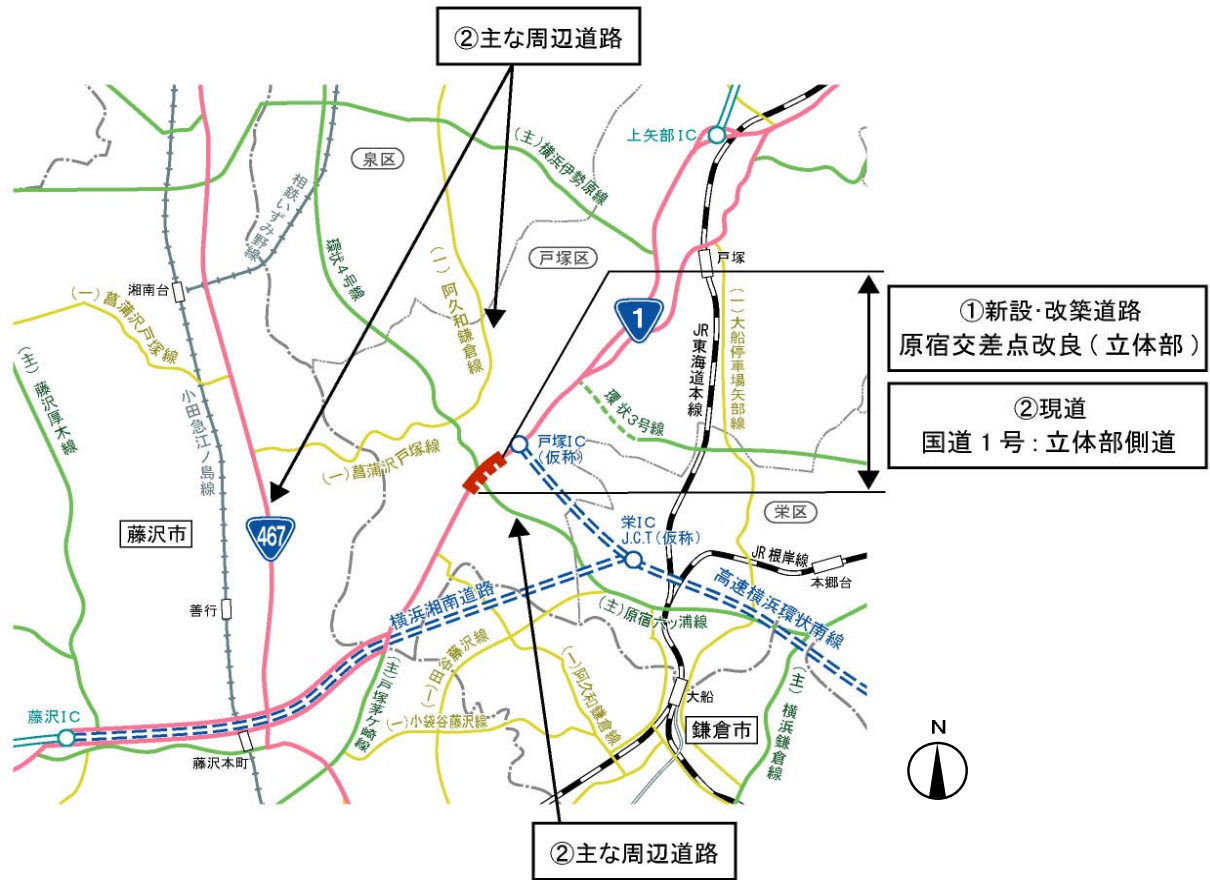 ②主な周辺道路
上矢部IC
(主)横浜伊勢原線
泉区
相鉄いずみ野線
環状4号線
戸塚区
戸塚
湘南台
(一)阿久和鎌倉線
1
①新設・改築道路
原宿交差点改良(立体部)
(一)菖蒲沢戸塚線
JR東海道本線
(一)大船停車場矢部線
(主)藤沢厚木線
小田急江ノ島線
環状3号線
②現道
国道1号:立体部側道
戸塚IC
(仮称)
(一)菖蒲沢戸塚線
栄区
藤沢市
467
栄IC
J.C.T(仮称)
JR根岸線
本郷台
善行
横浜湘南道路
高速横浜環状南線
(主)原宿六ッ浦線
(一)田谷藤沢線
(主)戸塚茅ケ崎線
(一)阿久和鎌倉線
大船
(主)横浜鎌倉線
鎌倉市
藤沢IC
(一)小袋谷藤沢線
藤沢本町
N
②主な周辺道路